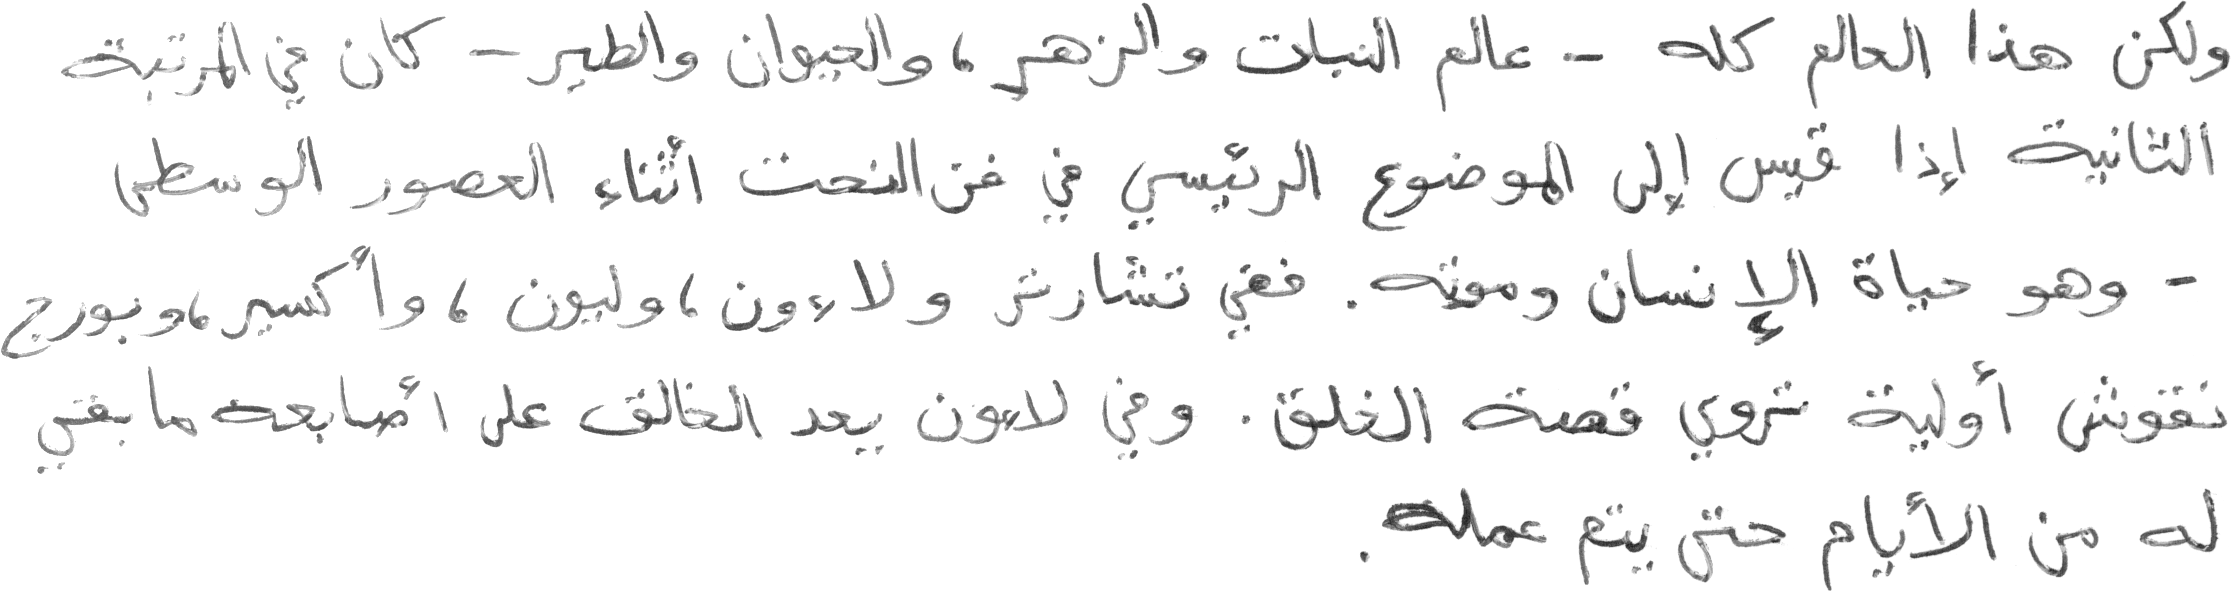 ولكن هذا العالم كله - عالم النبات والزهر، والحيوان والطير - كان في المرتبة
الثانية إذا قيس إلى الموضوع الرئيسي في فن النحت أثناء العصور الوسطى
- وهو حياة الإنسان وموته. ففي تشارتر ولاءون، وليون، وأكسير، وبورج
نقوش أولية تروي قصة الخلق. وفي لاءون يعد الخالق على أصابعه ما بقي
له من الأيام حتى يتم عمله.